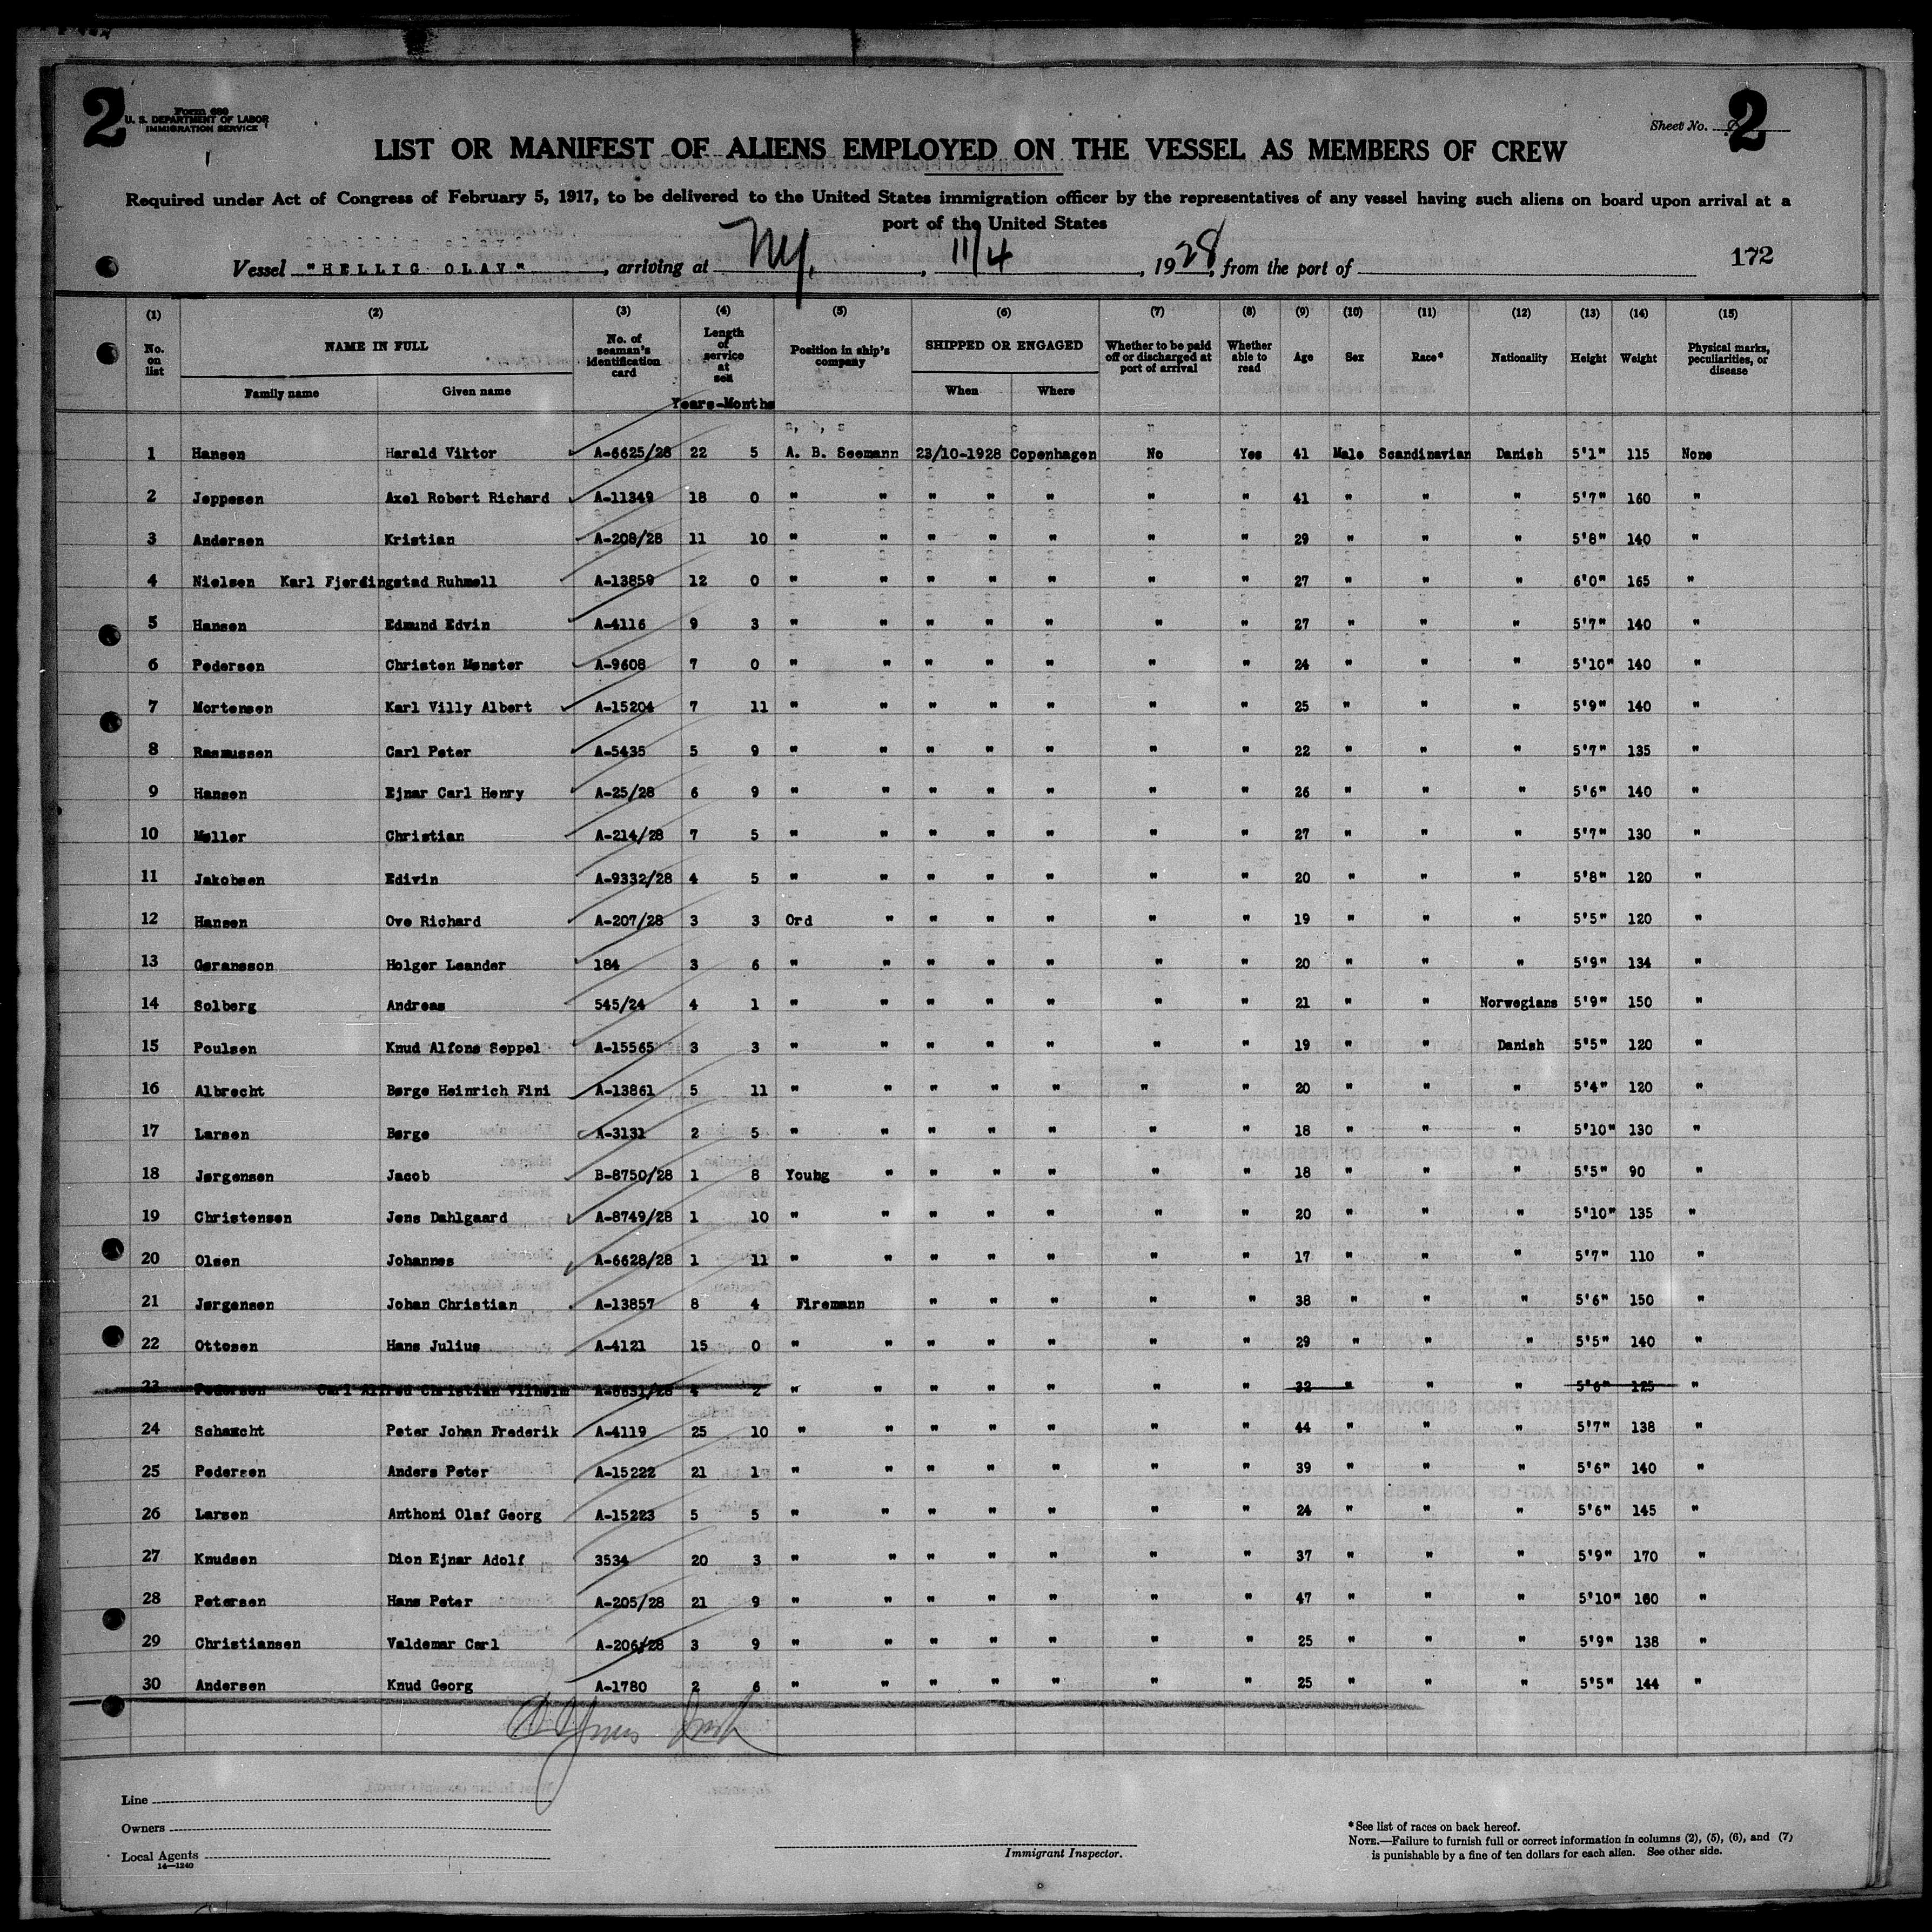 2
Form 689
U. S. DEPARTMENT OF LABOR
IMMIGRATION SERVICE
Sheet No. 2
LIST OR MANIFEST OF ALIENS EMPLOYED ON THE VESSEL AS MEMBERS OF CREW
Required under Act of Congress of February 5, 1917, to be delivered to the United States immigration officer by the representatives of any vessel having such aliens on board upon arrival at a
port of the United States
Vessel "HELLIG OLAV", arriving at NY, 11/4, 1928, from the port of
172
(1) (2) (3) (4) (5) (6) (7) (8) (9) (10) (11) (12) (13) (14) (15)
No. on list NAME IN FULL Family name Given name No. of seaman's identification card Length of service at sea Position in ship's company SHIPPED OR ENGAGED When Where Whether to be paid off or discharged at port of arrival Whether able to read Age Sex Race* Nationality Height Weight Physical marks, peculiarities, or disease
Years-Months
1 Hansen Harald Viktor A-6625/28 22 5 A. B. Seemann 23/10-1928 Copenhagen No Yes 41 Male Scandinavian Danish 5'1" 115 None
2 Jeppesen Axel Robert Richard A-11349 18 0 " " " " " " " 41 " " " 5'7" 160 "
3 Andersen Kristian A-208/28 11 10 " " " " " " " 29 " " " 5'8" 140 "
4 Nielsen Karl Fjerdingstad Ruhmell A-13859 12 0 " " " " " " " 27 " " " 6'0" 165 "
5 Hansen Edmund Edvin A-4116 9 3 " " " " " " " 27 " " " 5'7" 140 "
6 Pedersen Christen Mønster A-9608 7 0 " " " " " " " 24 " " " 5'10" 140 "
7 Mortensen Karl Villy Albert A-15204 7 11 " " " " " " " 25 " " " 5'9" 140 "
8 Rasmussen Carl Peter A-5435 5 9 " " " " " " " 22 " " " 5'7" 135 "
9 Hansen Ejnar Carl Henry A-25/28 6 9 " " " " " " " 26 " " " 5'6" 140 "
10 Møller Christian A-214/28 7 5 " " " " " " " 27 " " " 5'7" 130 "
11 Jakobsen Edivin A-9332/28 4 5 " " " " " " " 20 " " " 5'8" 120 "
12 Hansen Ove Richard A-207/28 3 3 Ord " " " " " " 19 " " " 5'5" 120 "
13 Gøransson Holger Leander 184 3 6 " " " " " " " 20 " " " 5'9" 134 "
14 Solberg Andreas 545/24 4 1 " " " " " " " 21 " " Norwegians 5'9" 150 "
15 Poulsen Knud Alfons Seppel A-15565 3 3 " " " " " " " 19 " " Danish 5'5" 120 "
16 Albrecht Børge Heinrich Fini A-13861 5 11 " " " " " " " 20 " " " 5'4" 120 "
17 Larsen Børge A-3131 2 5 " " " " " " " 18 " " " 5'10" 130 "
18 Jørgensen Jacob B-8750/28 1 8 Youhg " " " " " " 18 " " " 5'5" 90 "
19 Christensen Jens Dahlgaard A-8749/28 1 10 " " " " " " " 20 " " " 5'10" 135 "
20 Olsen Johannes A-6628/28 1 11 " " " " " " " 17 " " " 5'7" 110 "
21 Jørgensen Johan Christian A-13857 8 4 Firemann " " " " " 38 " " " 5'6" 150 "
22 Ottosen Hans Julius A-4121 15 0 " " " " " " " 29 " " " 5'5" 140 "
23 Pedersen Carl Alfred Christian Vilhelm A-6631/28 4 2 " " " " " " " 32 " " " 5'6" 125 "
24 Schamcht Peter Johan Frederik A-4119 25 10 " " " " " " " 44 " " " 5'7" 138 "
25 Pedersen Anders Peter A-15222 21 1 " " " " " " " 39 " " " 5'6" 140 "
26 Larsen Anthoni Olaf Georg A-15223 5 5 " " " " " " " 24 " " " 5'6" 145 "
27 Knudsen Dion Ejnar Adolf 3534 20 3 " " " " " " " 37 " " " 5'9" 170 "
28 Petersen Hans Peter A-205/28 21 9 " " " " " " " 47 " " " 5'10" 160 "
29 Christiansen Valdemar Carl A-206/28 3 9 " " " " " " " 25 " " " 5'9" 138 "
30 Andersen Knud Georg A-1780 2 6 " " " " " " " 25 " " " 5'5" 144 "
Line
Owners
Local Agents
14—1240
Immigrant Inspector.
*See list of races on back hereof.
NOTE.—Failure to furnish full or correct information in columns (2), (5), (6), and (7)
is punishable by a fine of ten dollars for each alien. See other side.